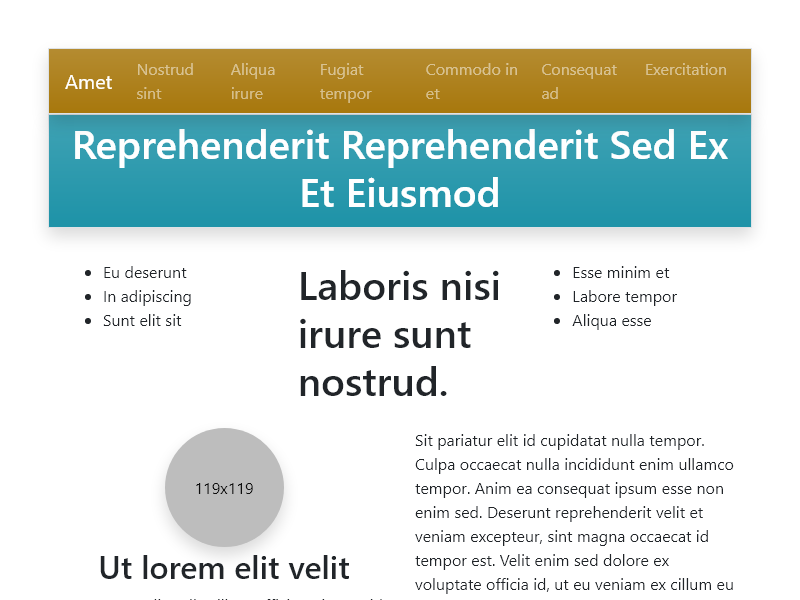 Amet
Nostrud sint
Aliqua irure
Fugiat tempor
Commodo in et
Consequat ad
Exercitation
Reprehenderit Reprehenderit Sed Ex
Et Eiusmod
Eu deserunt
In adipiscing
Sunt elit sit
Laboris nisi
irure sunt
nostrud.
Esse minim et
Labore tempor
Aliqua esse
119x119
Ut lorem elit velit
Sit pariatur elit id cupidatat nulla tempor.
Culpa occaecat nulla incididunt enim ullamco
tempor. Anim ea consequat ipsum esse non
enim sed. Deserunt reprehenderit velit et
veniam excepteur, sint magna occaecat id
tempor est. Velit enim sed dolore ex
voluptate officia id, ut eu veniam ex cillum eu